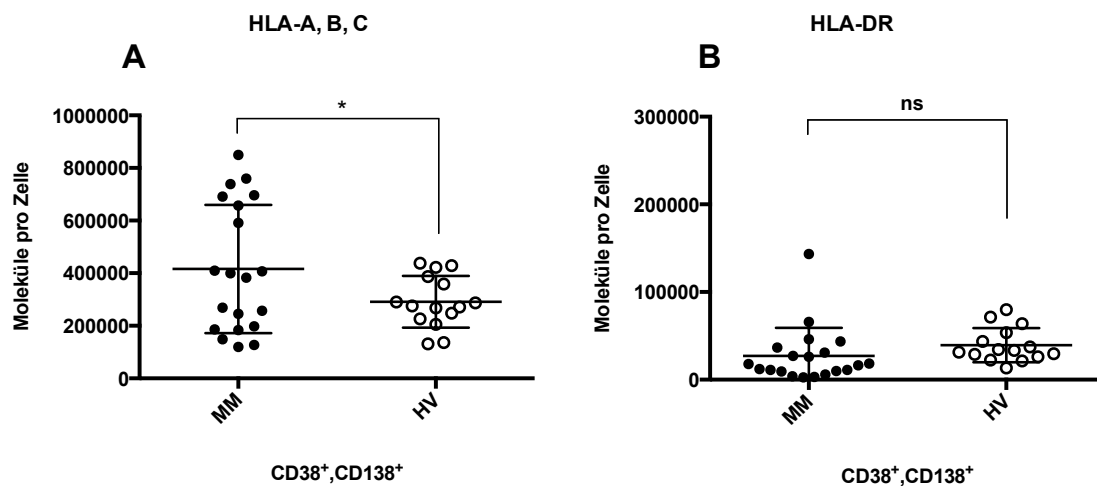 HLA-A, B, C
A
*
1000000
800000
600000
400000
200000
0
Moleküle pro Zelle
MM
HV
CD38⁺,CD138⁺
HLA-DR
B
ns
300000
200000
100000
0
Moleküle pro Zelle
MM
HV
CD38⁺,CD138⁺